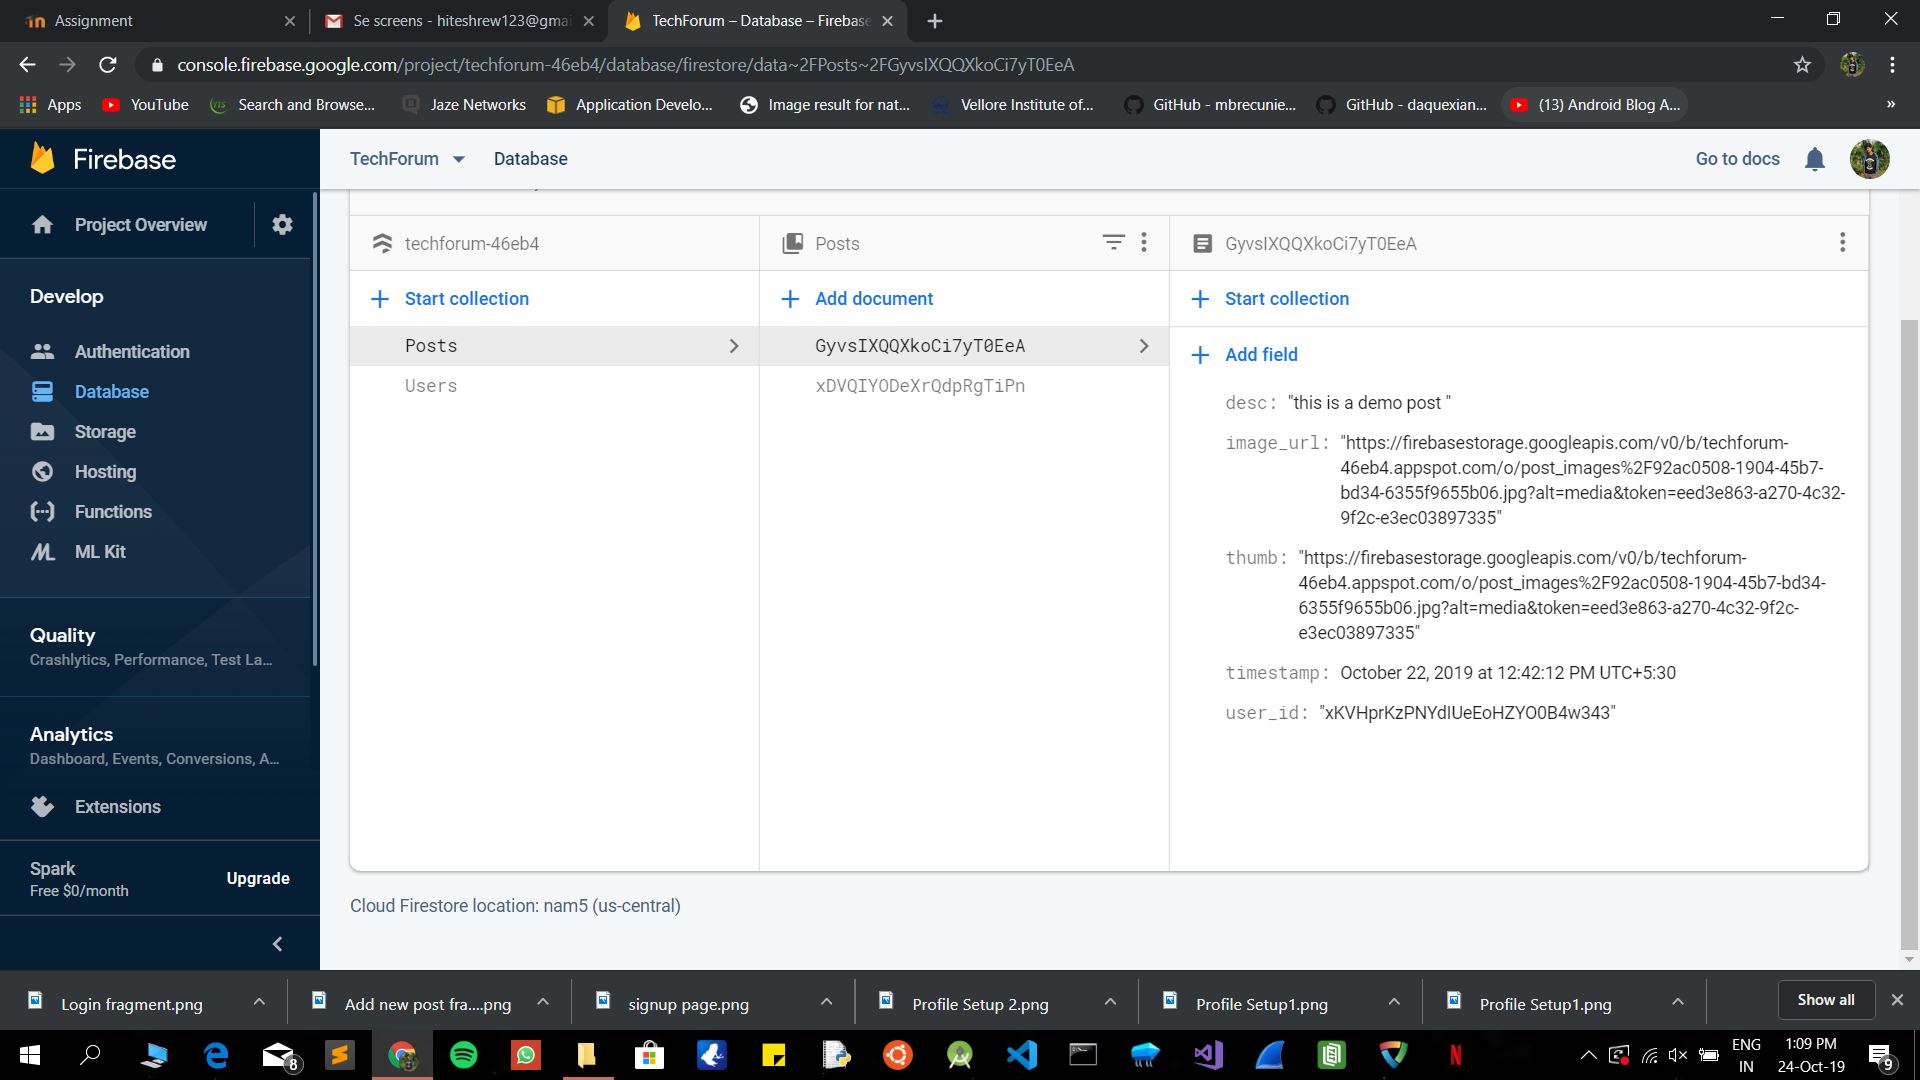 Assignment
Se screens - hiteshrew123@gmai
TechForum – Database – Firebase
console.firebase.google.com/project/techforum-46eb4/database/firestore/data~2FPosts~2FGyvsIXQQXkoCi7yT0EeA
Apps
YouTube
Search and Browse...
Jaze Networks
Application Develo...
Image result for nat...
Vellore Institute of...
GitHub - mbrecunie...
GitHub - daquexian...
(13) Android Blog A...
»
Firebase
TechForum
Database
Go to docs
Project Overview
Develop
Authentication
Database
Storage
Hosting
Functions
ML Kit
Quality
Crashlytics, Performance, Test La...
Analytics
Dashboard, Events, Conversions, A...
Extensions
Spark
Free $0/month
Upgrade
techforum-46eb4
Start collection
Posts
Users
Posts
Add document
GyvsIXQQXkoCi7yT0EeA
xDVQIYODeXrQdpRgTiPn
GyvsIXQQXkoCi7yT0EeA
Start collection
Add field
desc: "this is a demo post "
image_url: "https://firebasestorage.googleapis.com/v0/b/techforum-
46eb4.appspot.com/o/post_images%2F92ac0508-1904-45b7-
bd34-6355f9655b06.jpg?alt=media&token=eed3e863-a270-4c32-
9f2c-e3ec03897335"
thumb: "https://firebasestorage.googleapis.com/v0/b/techforum-
46eb4.appspot.com/o/post_images%2F92ac0508-1904-45b7-bd34-
6355f9655b06.jpg?alt=media&token=eed3e863-a270-4c32-9f2c-
e3ec03897335"
timestamp: October 22, 2019 at 12:42:12 PM UTC+5:30
user_id: "xKVHprKzPNYdIUeEoHZYO0B4w343"
Cloud Firestore location: nam5 (us-central)
Login fragment.png
Add new post fra....png
signup page.png
Profile Setup 2.png
Profile Setup1.png
Profile Setup1.png
Show all
8
ENG
IN
1:09 PM
24-Oct-19
9